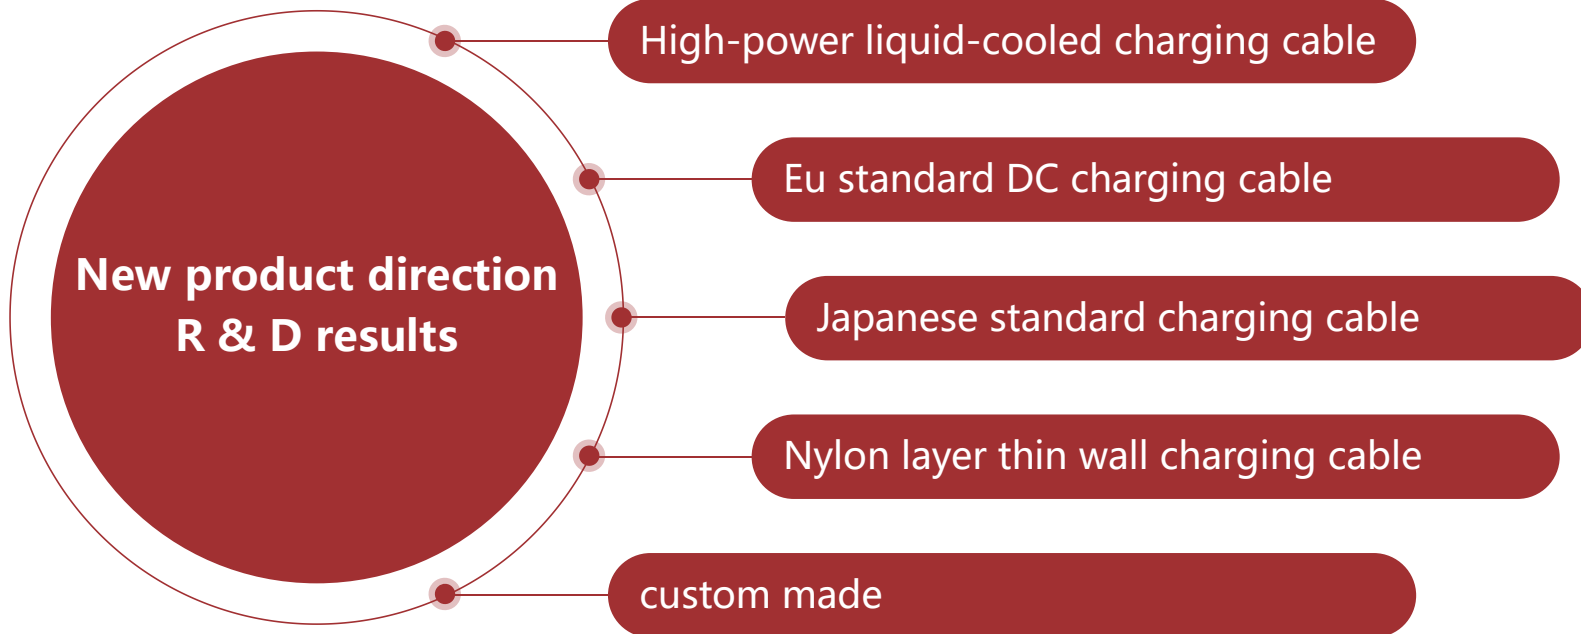 New product direction
R & D results
High-power liquid-cooled charging cable
Eu standard DC charging cable
Japanese standard charging cable
Nylon layer thin wall charging cable
custom made